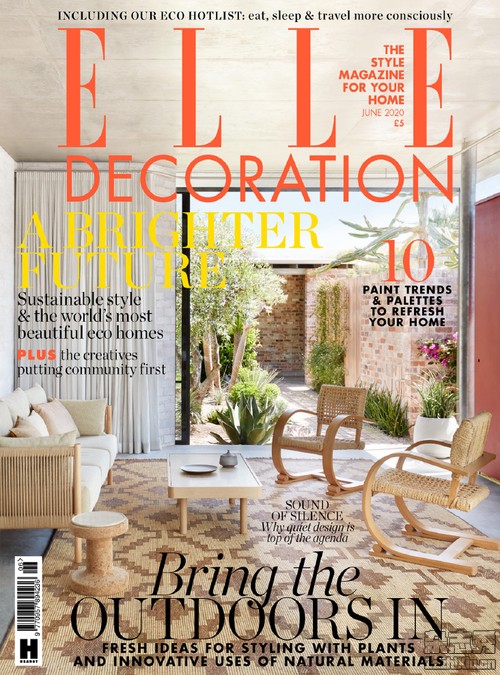 INCLUDING OUR ECO HOTLIST: eat, sleep & travel more consciously
ELLE
DECORATION
THE
STYLE
MAGAZINE
FOR YOUR
HOME
JUNE 2020
£5
A BRIGHTER
FUTURE
Sustainable style
& the world's most
beautiful eco homes
PLUS the creatives
putting community first
10
PAINT TRENDS
& PALETTES
TO REFRESH
YOUR HOME
SOUND
OF SILENCE
Why quiet design is
top of the agenda
Bring the
OUTDOORS IN
FRESH IDEAS FOR STYLING WITH PLANTS
AND INNOVATIVE USES OF NATURAL MATERIALS
06
H
HEARST